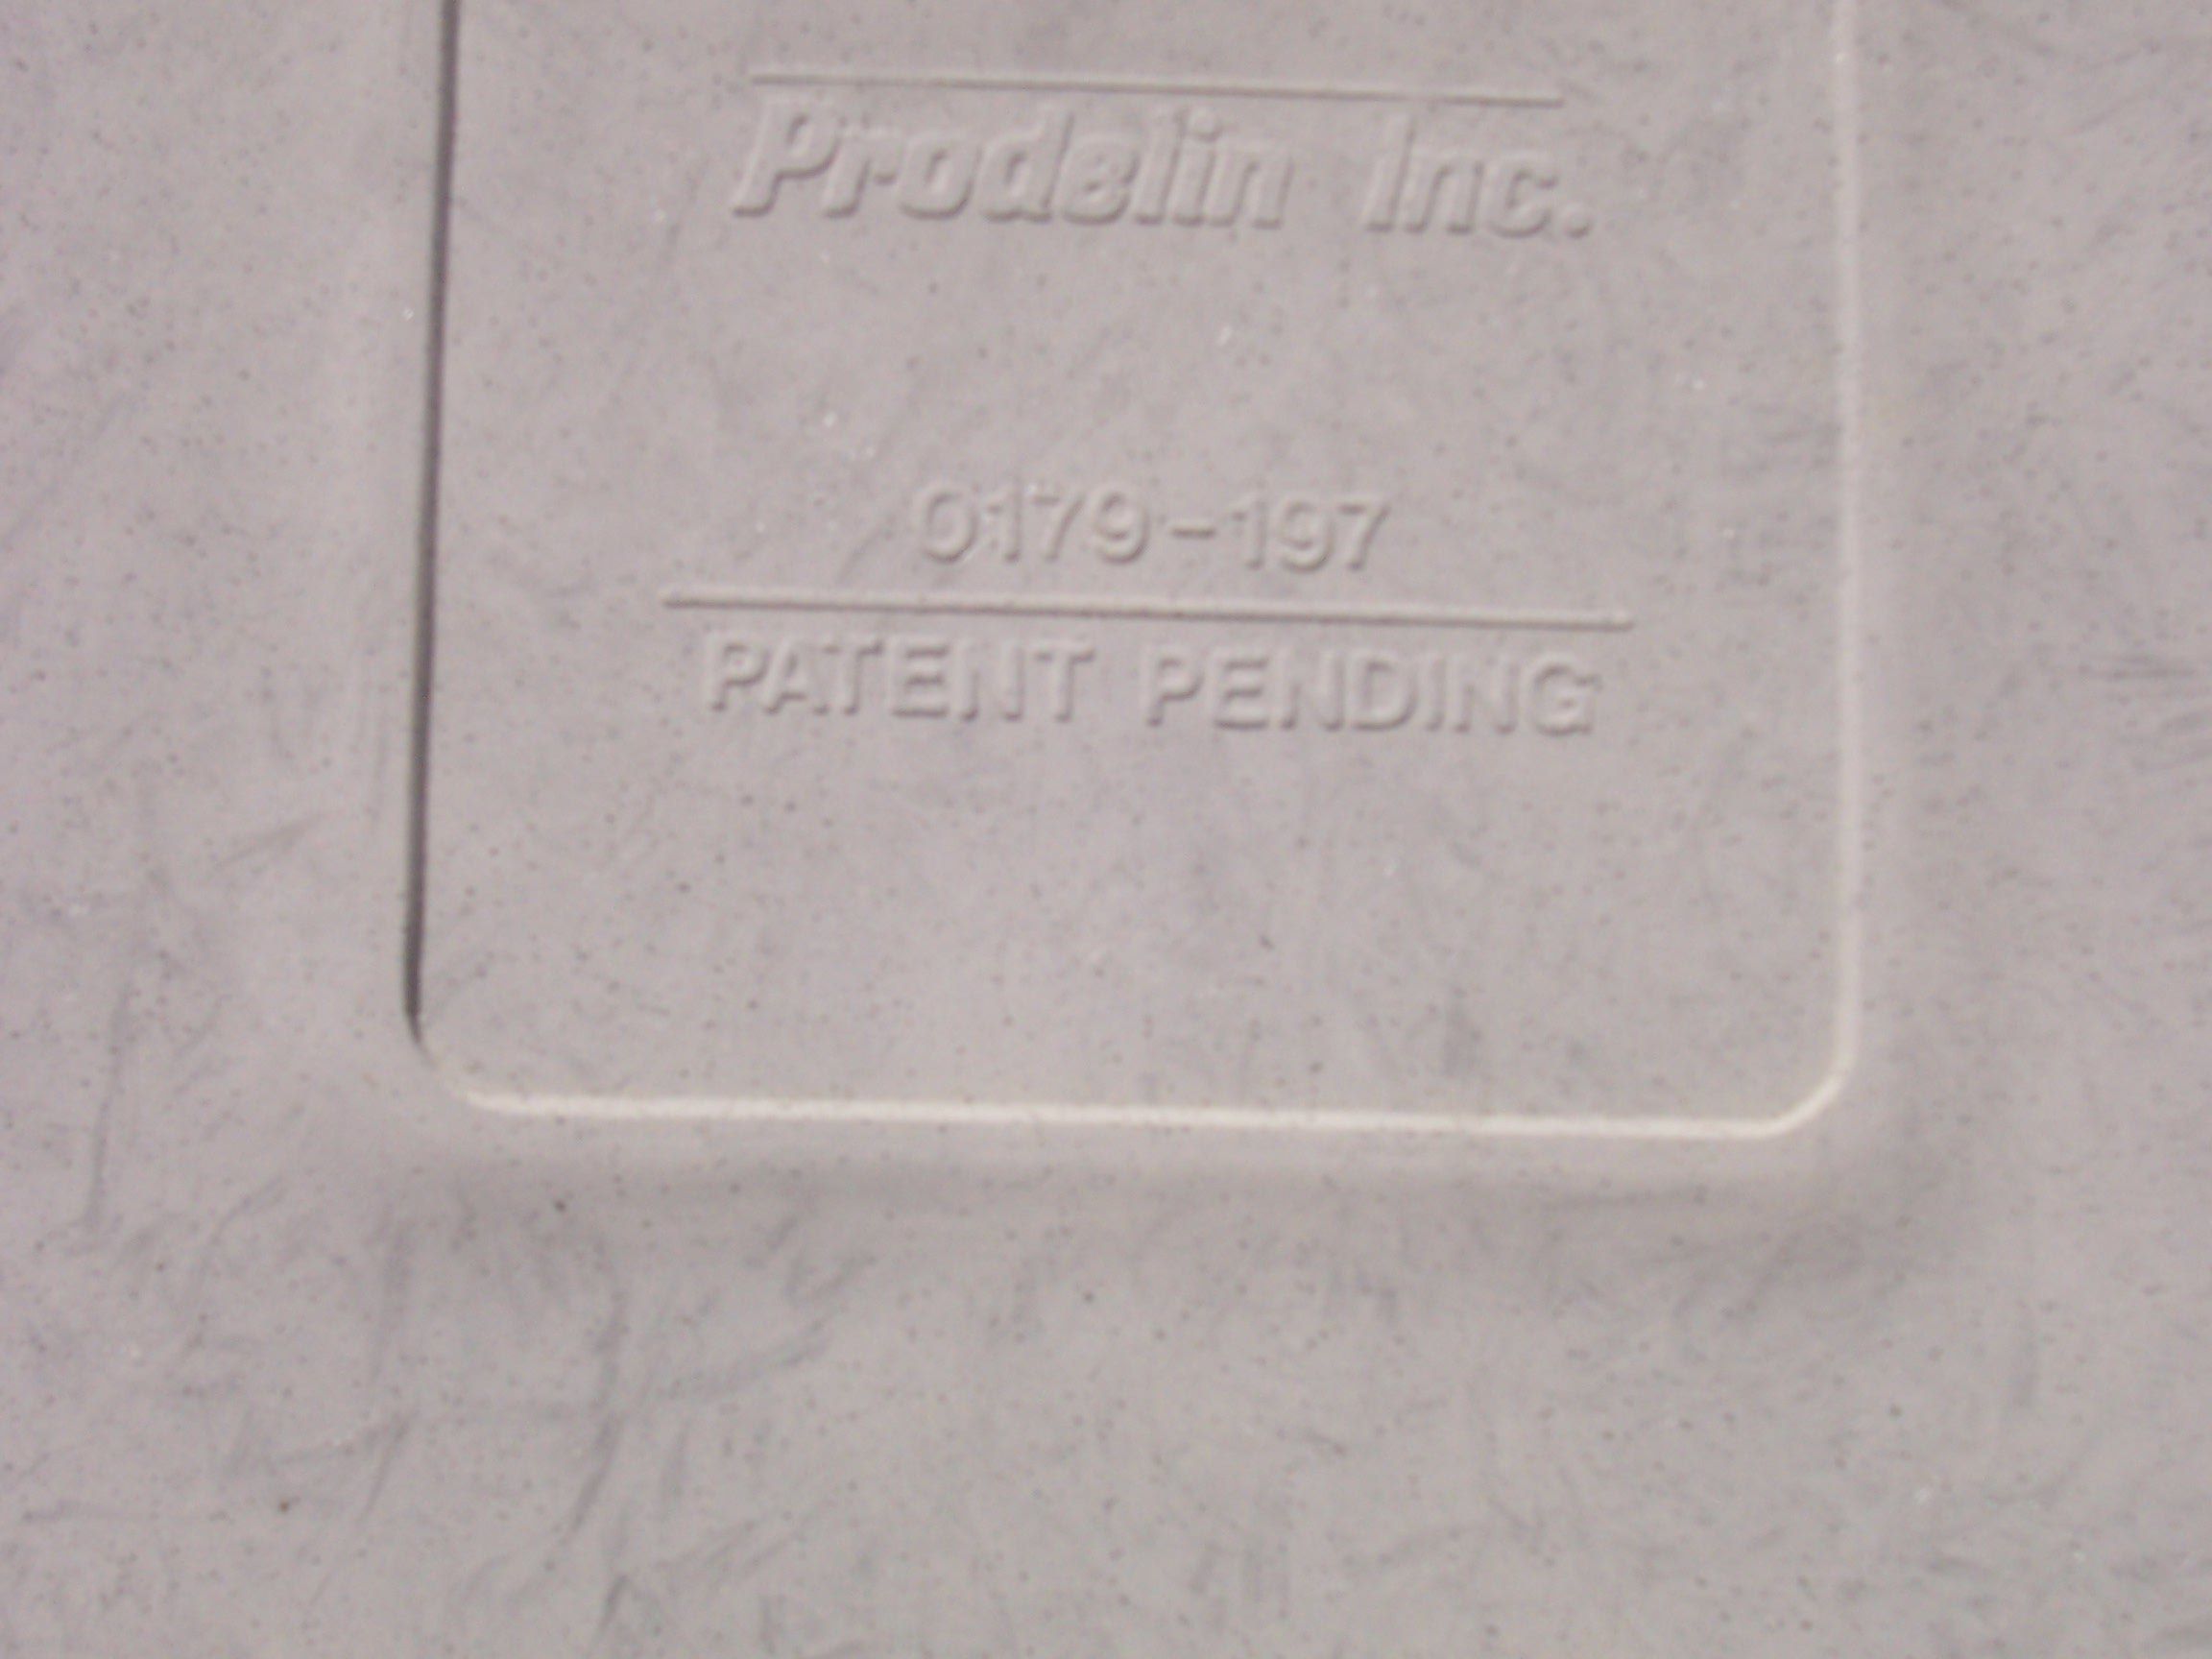 Prodelin Inc.
0179-197
PATENT PENDING